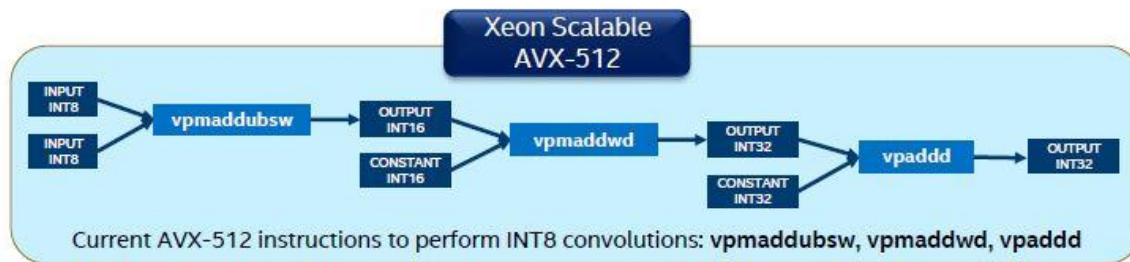 Xeon Scalable
AVX-512
INPUT
INT8
INPUT
INT8
vpmaddubsw
OUTPUT
INT16
CONSTANT
INT16
vpmaddwd
OUTPUT
INT32
CONSTANT
INT32
vpaddd
OUTPUT
INT32
Current AVX-512 instructions to perform INT8 convolutions: vpmaddubsw, vpmaddwd, vpaddd